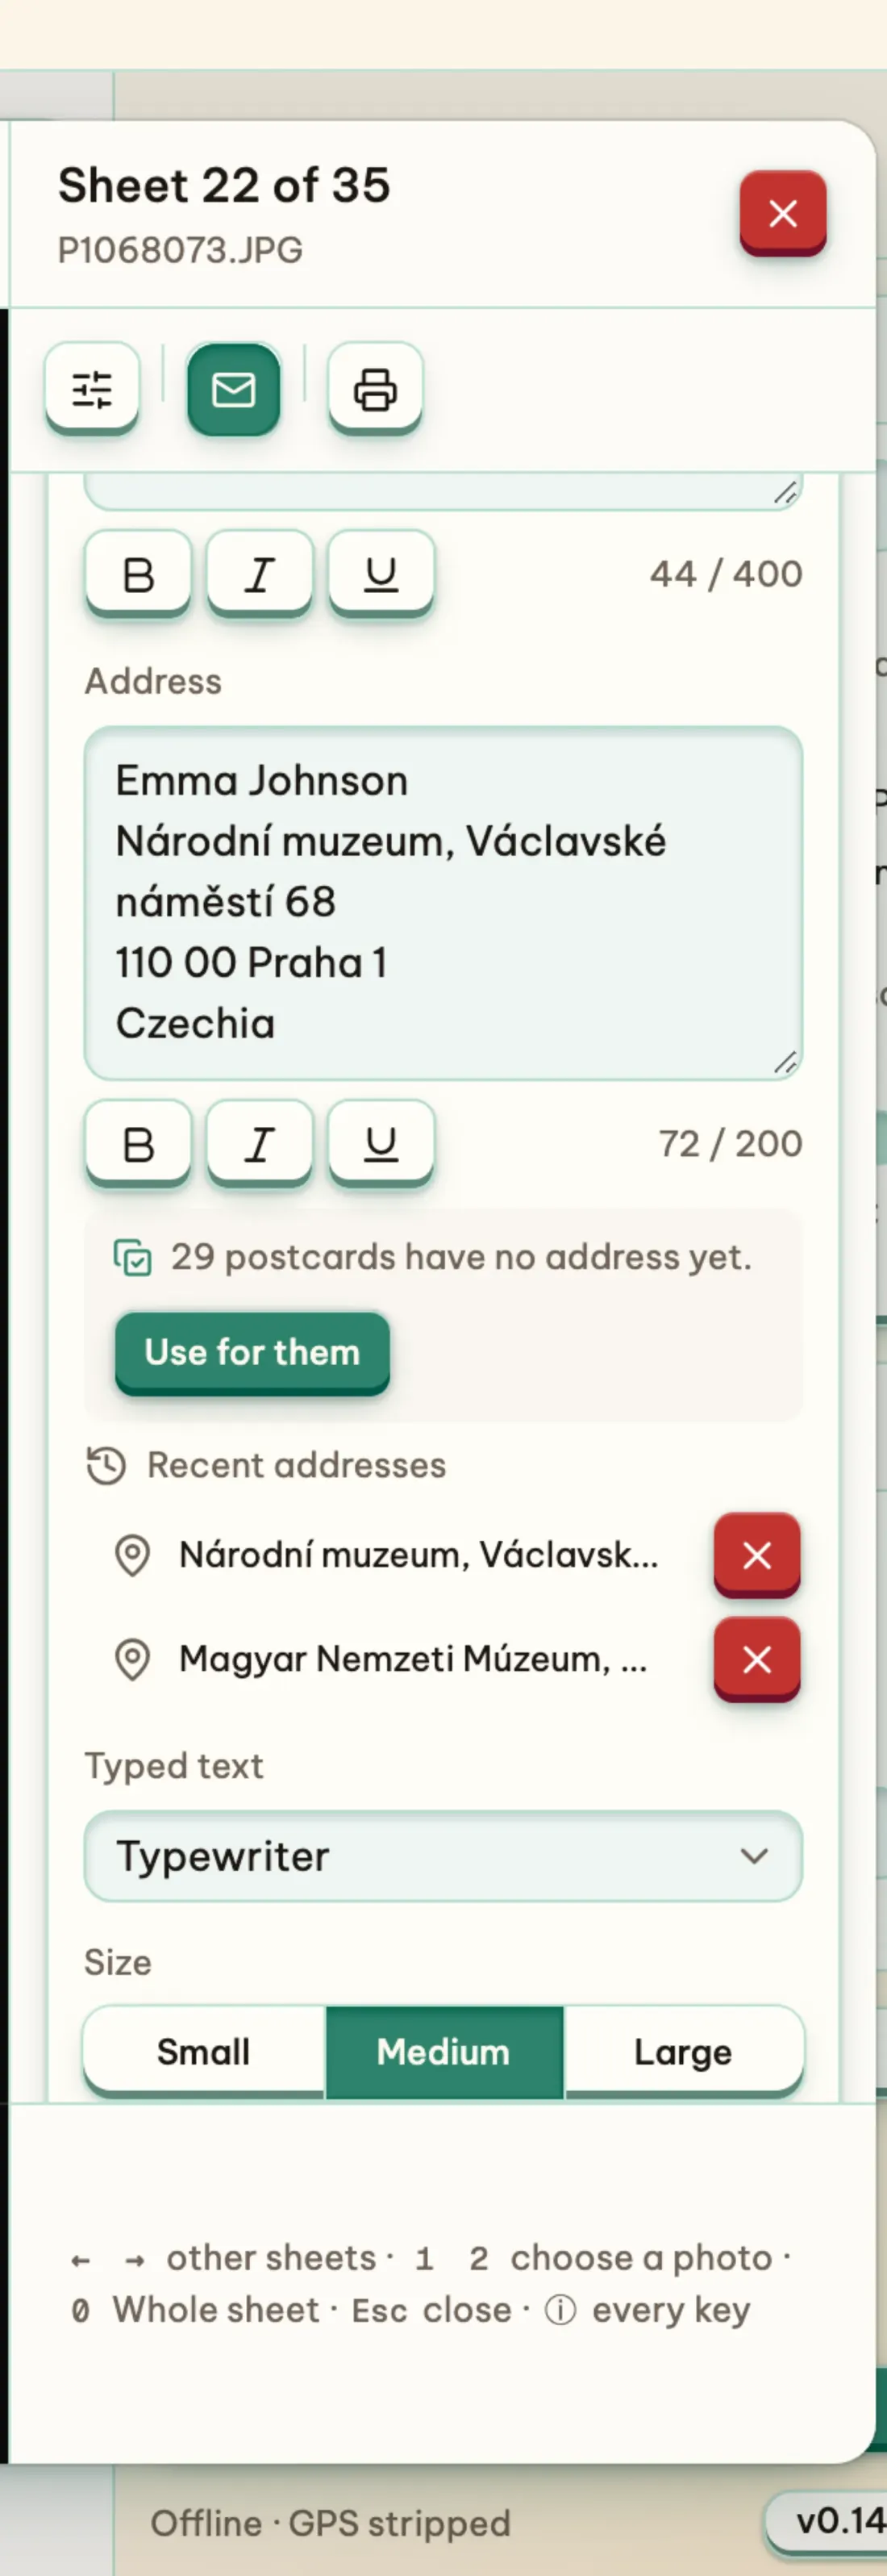 Sheet 22 of 35
P1068073.JPG
B I U 44 / 400
Address
Emma Johnson
Národní muzeum, Václavské
náměstí 68
110 00 Praha 1
Czechia
B I U 72 / 200
29 postcards have no address yet.
Use for them
Recent addresses
Národní muzeum, Václavsk...
Magyar Nemzeti Múzeum, ...
Typed text
Typewriter
Size
Small Medium Large
← → other sheets · 1 2 choose a photo ·
0 Whole sheet · Esc close · ⓘ every key
Offline · GPS stripped
v0.14